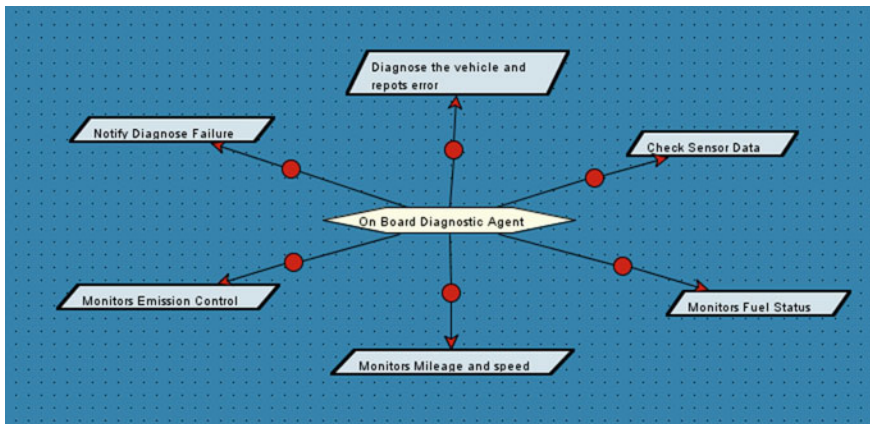 Diagnose the vehicle and
repots error
Notify Diagnose Failure
Check Sensor Data
On Board Diagnostic Agent
Monitors Emission Control
Monitors Fuel Status
Monitors Mileage and speed